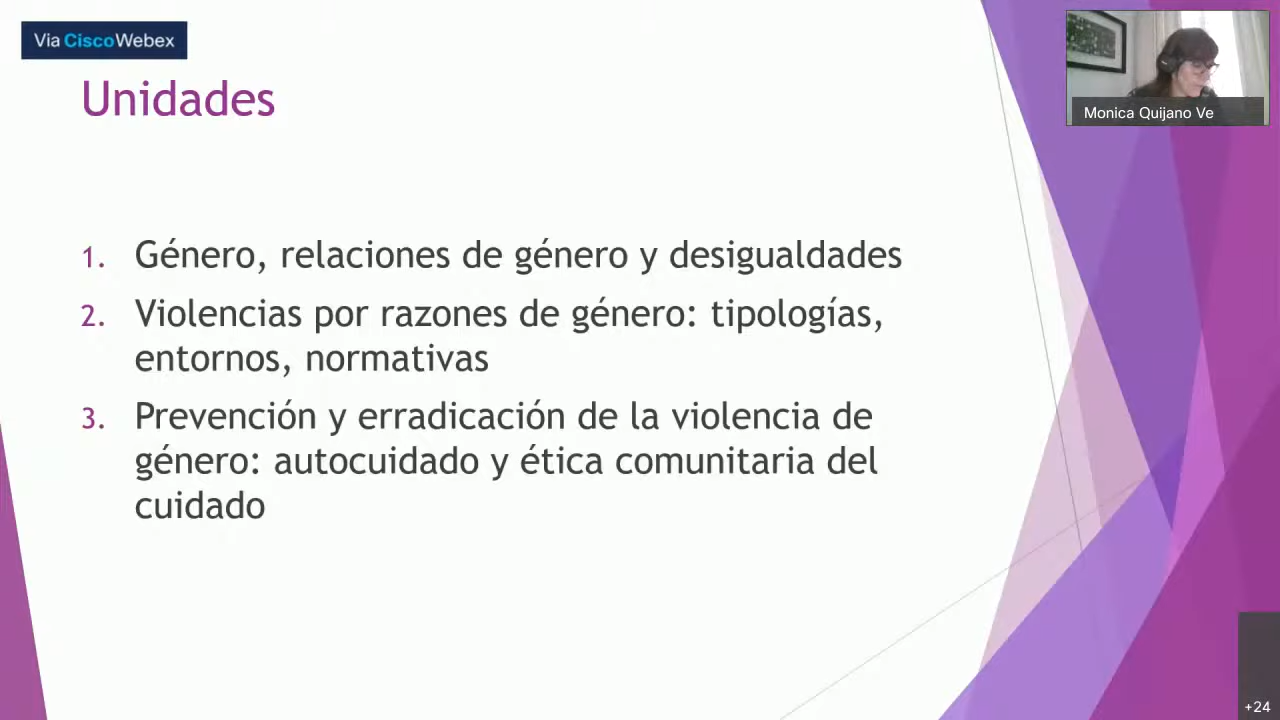 Via CiscoWebex
Unidades
Monica Quijano Ve
1. Género, relaciones de género y desigualdades
2. Violencias por razones de género: tipologías,
entornos, normativas
3. Prevención y erradicación de la violencia de
género: autocuidado y ética comunitaria del
cuidado
+24